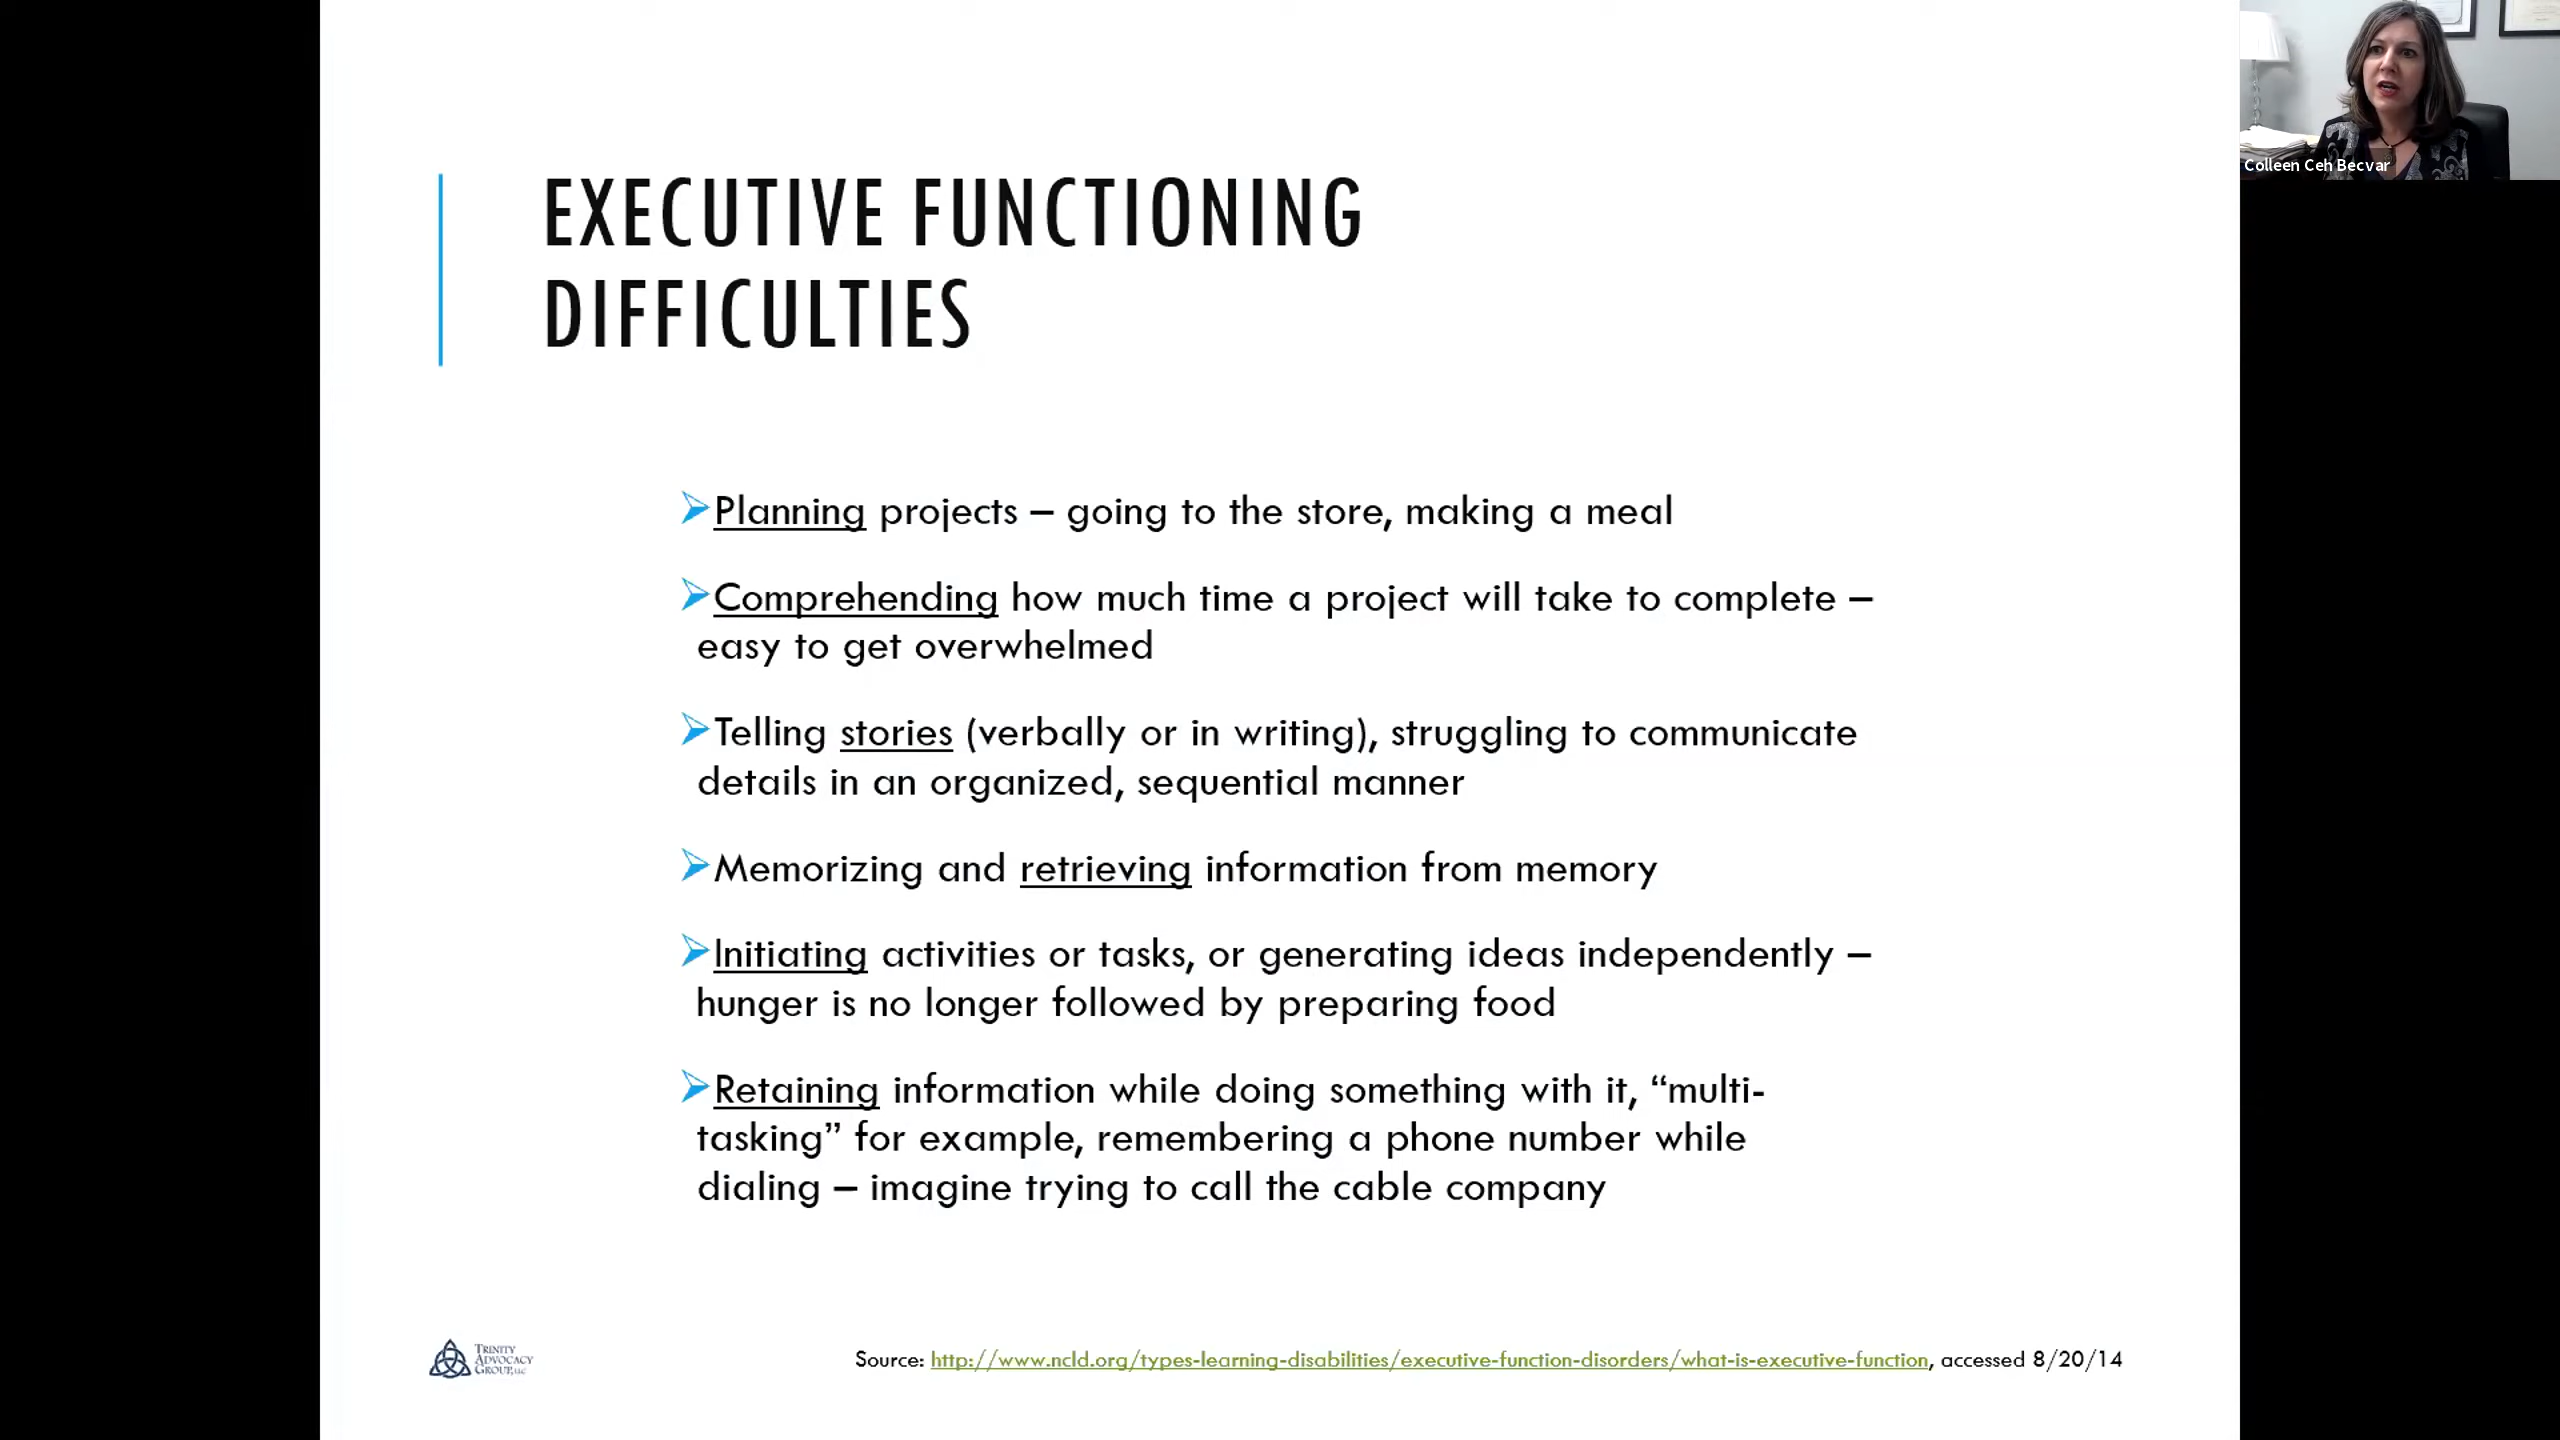 Colleen Ceh Becvar
EXECUTIVE FUNCTIONING
DIFFICULTIES
➢Planning projects – going to the store, making a meal
➢Comprehending how much time a project will take to complete –
easy to get overwhelmed
➢Telling stories (verbally or in writing), struggling to communicate
details in an organized, sequential manner
➢Memorizing and retrieving information from memory
➢Initiating activities or tasks, or generating ideas independently –
hunger is no longer followed by preparing food
➢Retaining information while doing something with it, “multi-
tasking” for example, remembering a phone number while
dialing – imagine trying to call the cable company
TRINITY
ADVOCACY
GROUP, LLC
Source: http://www.ncld.org/types-learning-disabilities/executive-function-disorders/what-is-executive-function, accessed 8/20/14